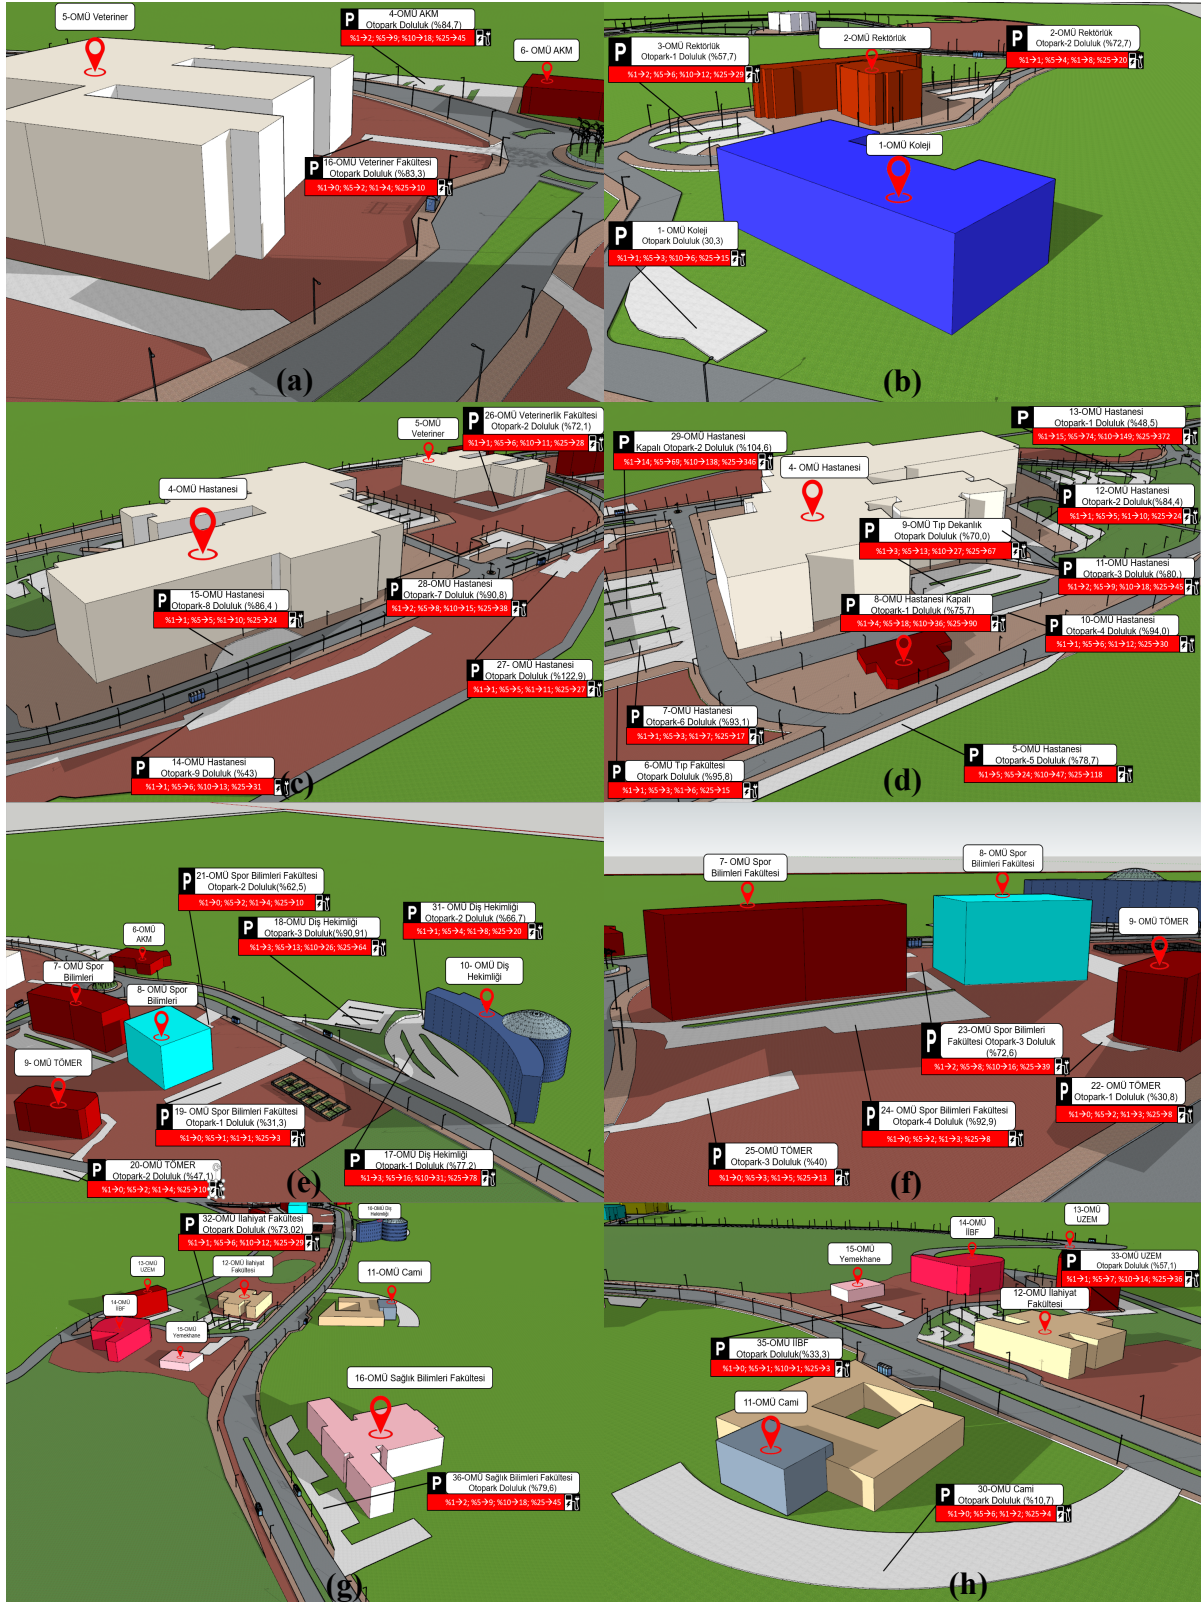 5-OMÜ Veteriner
P
4-OMÜ AKM
Otopark Doluluk (%84,7)
%1→2; %5→9; %10→18; %25→45
6- OMÜ AKM
P
16-OMÜ Veteriner Fakültesi
Otopark Doluluk (%83,3)
%1→0; %5→2; %1→4; %25→10
(a)
P
3-OMÜ Rektörlük
Otopark-1 Doluluk (%57,7)
%1→2; %5→6; %10→12; %25→29
2-OMÜ Rektörlük
P
2-OMÜ Rektörlük
Otopark-2 Doluluk (%72,7)
%1→1; %5→4; %1→8; %25→20
1-OMÜ Koleji
P
1- OMÜ Koleji
Otopark Doluluk (30,3)
%1→1; %5→3; %10→6; %25→15
(b)
5-OMÜ
Veteriner
P
26-OMÜ Veterinerlik Fakültesi
Otopark-2 Doluluk (%72,1)
%1→1; %5→6; %10→11; %25→28
4-OMÜ Hastanesi
P
15-OMÜ Hastanesi
Otopark-8 Doluluk (%86,4 )
%1→1; %5→5; %1→10; %25→24
P
28-OMÜ Hastanesi
Otopark-7 Doluluk (%90,8)
%1→2; %5→8; %10→15; %25→38
P
27- OMÜ Hastanesi
Otopark Doluluk (%122,9)
%1→1; %5→5; %1→11; %25→27
P
14-OMÜ Hastanesi
Otopark-9 Doluluk (%43)
%1→1; %5→6; %10→13; %25→31
(c)
P
29-OMÜ Hastanesi
Kapalı Otopark-2 Doluluk (%104,6)
%1→14; %5→69; %10→138; %25→346
4- OMÜ Hastanesi
P
13-OMÜ Hastanesi
Otopark-1 Doluluk (%48,5)
%1→15; %5→74; %10→149; %25→372
P
12-OMÜ Hastanesi
Otopark-2 Doluluk(%84,4)
%1→1; %5→5; %1→10; %25→24
P
9-OMÜ Tıp Dekanlık
Otopark Doluluk (%70,0)
%1→3; %5→13; %10→27; %25→67
P
11-OMÜ Hastanesi
Otopark-3 Doluluk (%80,)
%1→2; %5→9; %10→18; %25→45
P
8-OMÜ Hastanesi Kapalı
Otopark-1 Doluluk (%75,7)
%1→4; %5→18; %10→36; %25→90
P
10-OMÜ Hastanesi
Otopark-4 Doluluk (%94,0)
%1→1; %5→6; %1→12; %25→30
P
7-OMÜ Hastanesi
Otopark-6 Doluluk (%93,1)
%1→1; %5→3; %1→7; %25→17
P
6-OMÜ Tıp Fakültesi
Otopark Doluluk (%95,8)
%1→1; %5→3; %1→6; %25→15
P
5-OMÜ Hastanesi
Otopark-5 Doluluk (%78,7)
%1→5; %5→24; %10→47; %25→118
(d)
P
21-OMÜ Spor Bilimleri Fakültesi
Otopark-2 Doluluk(%62,5)
%1→0; %5→2; %1→4; %25→10
P
18-OMÜ Diş Hekimliği
Otopark-3 Doluluk(%90,91)
%1→3; %5→13; %10→26; %25→64
P
31- OMÜ Diş Hekimliği
Otopark-2 Doluluk (%66,7)
%1→1; %5→4; %1→8; %25→20
6-OMÜ
AKM
7- OMÜ Spor
Bilimleri
8- OMÜ Spor
Bilimleri
10- OMÜ Diş
Hekimliği
9- OMÜ TÖMER
P
19- OMÜ Spor Bilimleri Fakültesi
Otopark-1 Doluluk (%31,3)
%1→0; %5→1; %1→1; %25→3
P
20-OMÜ TÖMER
Otopark-2 Doluluk (%47,1)
%1→0; %5→2; %1→4; %25→10
P
17-OMÜ Diş Hekimliği
Otopark-1 Doluluk (%77,2)
%1→3; %5→16; %10→31; %25→78
(e)
7- OMÜ Spor
Bilimleri Fakültesi
8- OMÜ Spor
Bilimleri Fakültesi
9- OMÜ TÖMER
P
23-OMÜ Spor Bilimleri
Fakültesi Otopark-3 Doluluk
(%72,6)
%1→2; %5→8; %10→16; %25→39
P
22- OMÜ TÖMER
Otopark-1 Doluluk (%30,8)
%1→0; %5→2; %1→3; %25→8
P
24- OMÜ Spor Bilimleri Fakültesi
Otopark-4 Doluluk (%92,9)
%1→0; %5→2; %1→3; %25→8
P
25-OMÜ TÖMER
Otopark-3 Doluluk (%40)
%1→0; %5→3; %1→5; %25→13
(f)
P
32-OMÜ İlahiyat Fakültesi
Otopark Doluluk (%73,02)
%1→1; %5→6; %10→12; %25→29
13-OMÜ
UZEM
12-OMÜ İlahiyat
Fakültesi
11-OMÜ Cami
14-OMÜ
İİBF
15-OMÜ
Yemekhane
16-OMÜ Sağlık Bilimleri Fakültesi
P
36-OMÜ Sağlık Bilimleri Fakültesi
Otopark Doluluk (%79,6)
%1→2; %5→9; %10→18; %25→45
(g)
13-OMÜ
UZEM
14-OMÜ
İİBF
15-OMÜ
Yemekhane
P
33-OMÜ UZEM
Otopark Doluluk (%57,1)
%1→1; %5→7; %10→14; %25→36
12-OMÜ İlahiyat
Fakültesi
P
35-OMÜ İİBF
Otopark Doluluk(%33,3)
%1→0; %5→1; %10→1; %25→3
11-OMÜ Cami
P
30-OMÜ Cami
Otopark Doluluk (%10,7)
%1→0; %5→6; %1→2; %25→4
(h)